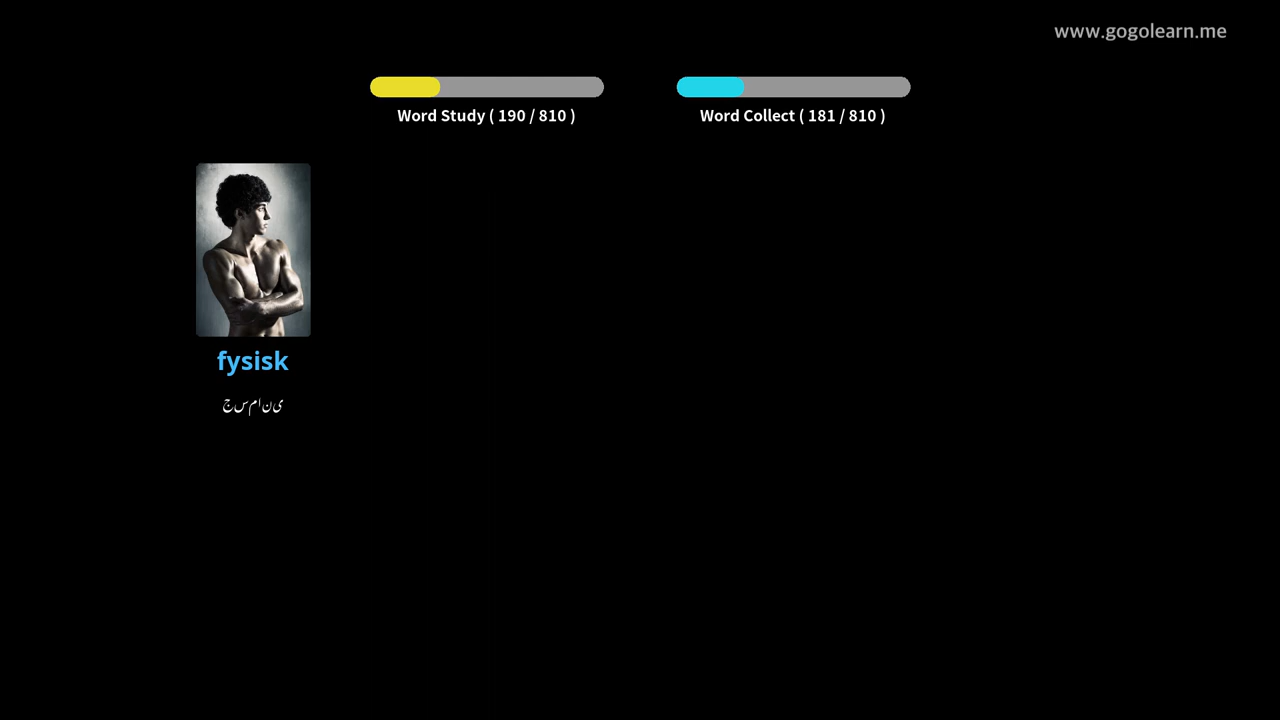 www.gogolearn.me
Word Study ( 190 / 810 )
Word Collect ( 181 / 810 )
fysisk
جسمانی